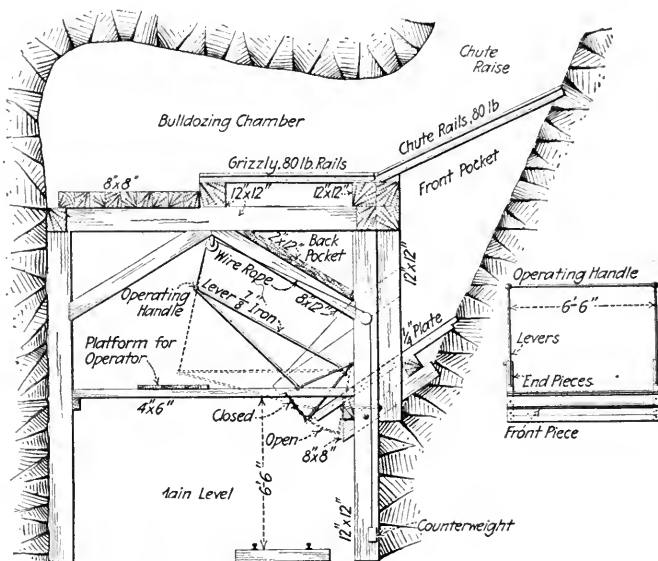 Chute
Raise
Bulldozing Chamber
Chute Rails, 80 lb
Grizzly, 80 lb. Rails
Front Pocket
8"x8"
12"x12"
12"x12"
2"x12"
Back
Pocket
Wire Rope
12"x12"
Operating
Handle
Lever 7/8" Iron
8"x12"
Operating Handle
6'-6"
1/4" Plate
Platform for
Operator
Levers
End Pieces
4"x6"
Closed
Open
8"x8"
Front Piece
6'-6"
Main Level
12"x12"
Counterweight